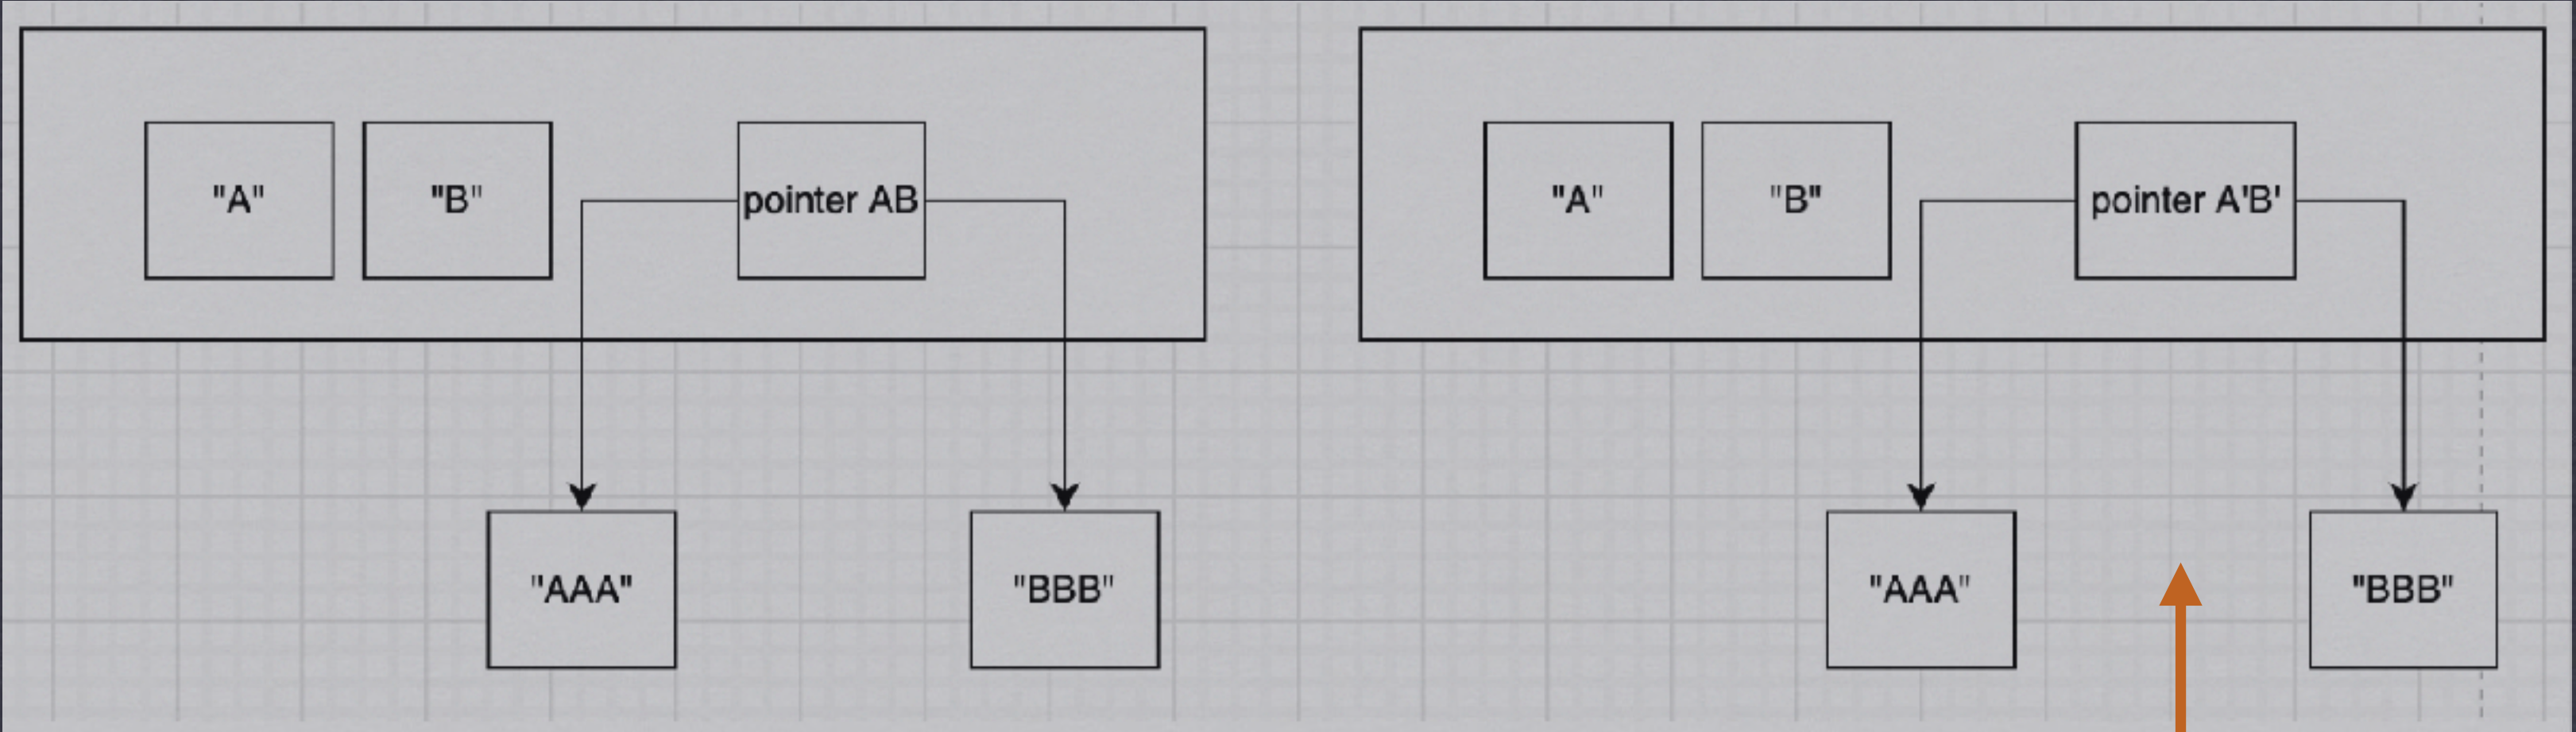 "A"
"B"
pointer AB
"A"
"B"
pointer A'B'
"AAA"
"BBB"
"AAA"
"BBB"